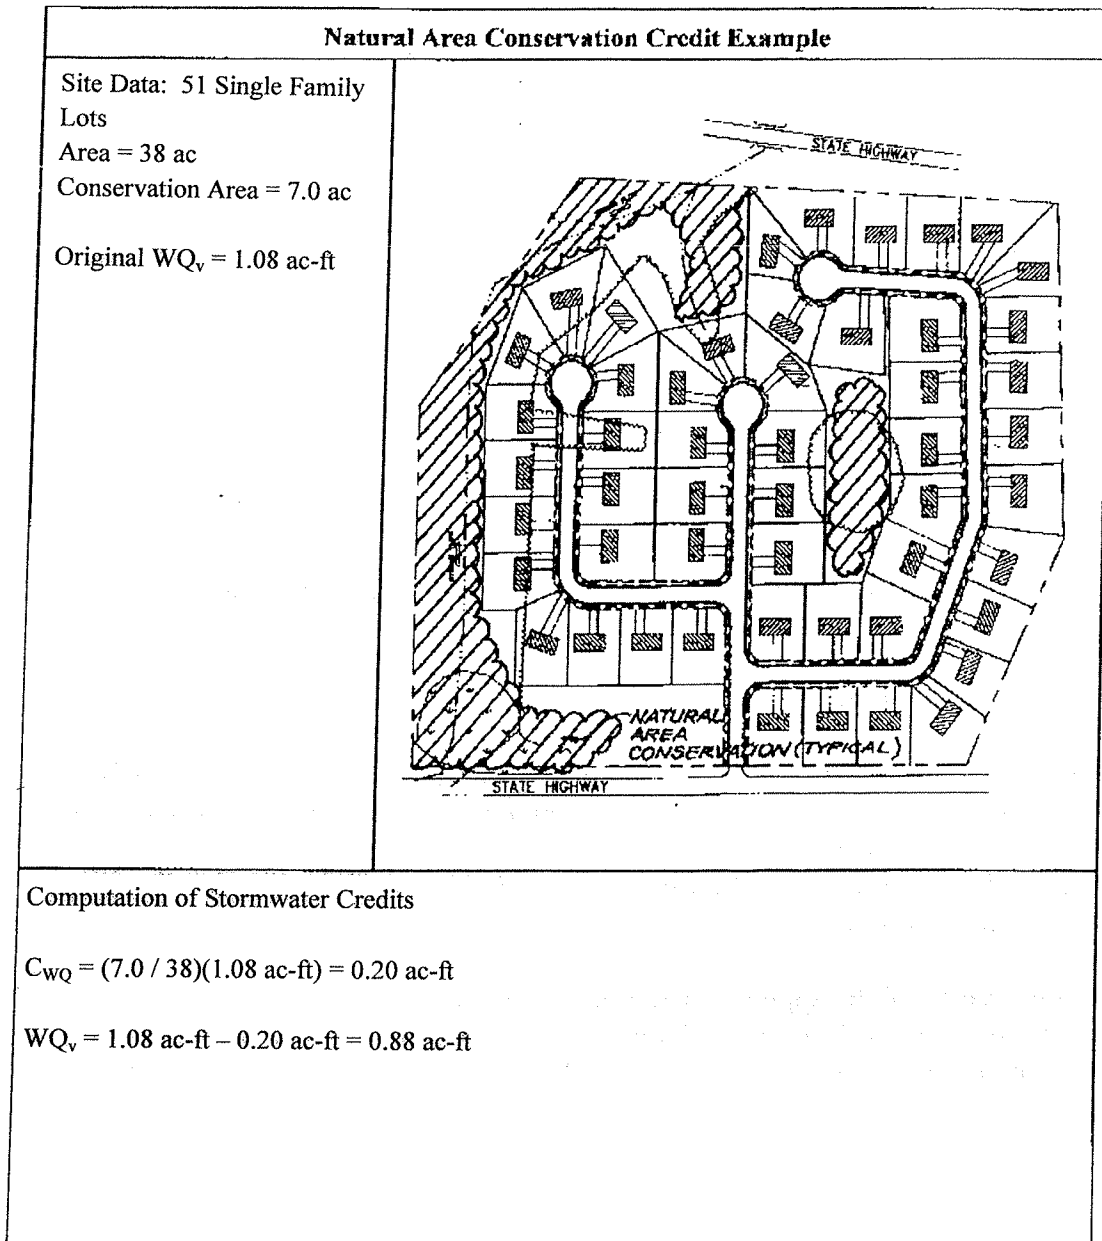 Natural Area Conservation Credit Example
Site Data: 51 Single Family
Lots
Area = 38 ac
Conservation Area = 7.0 ac
Original WQv = 1.08 ac-ft
STATE HIGHWAY
NATURAL
AREA
CONSERVATION (TYPICAL)
STATE HIGHWAY
Computation of Stormwater Credits
CWQ = (7.0 / 38)(1.08 ac-ft) = 0.20 ac-ft
WQv = 1.08 ac-ft – 0.20 ac-ft = 0.88 ac-ft